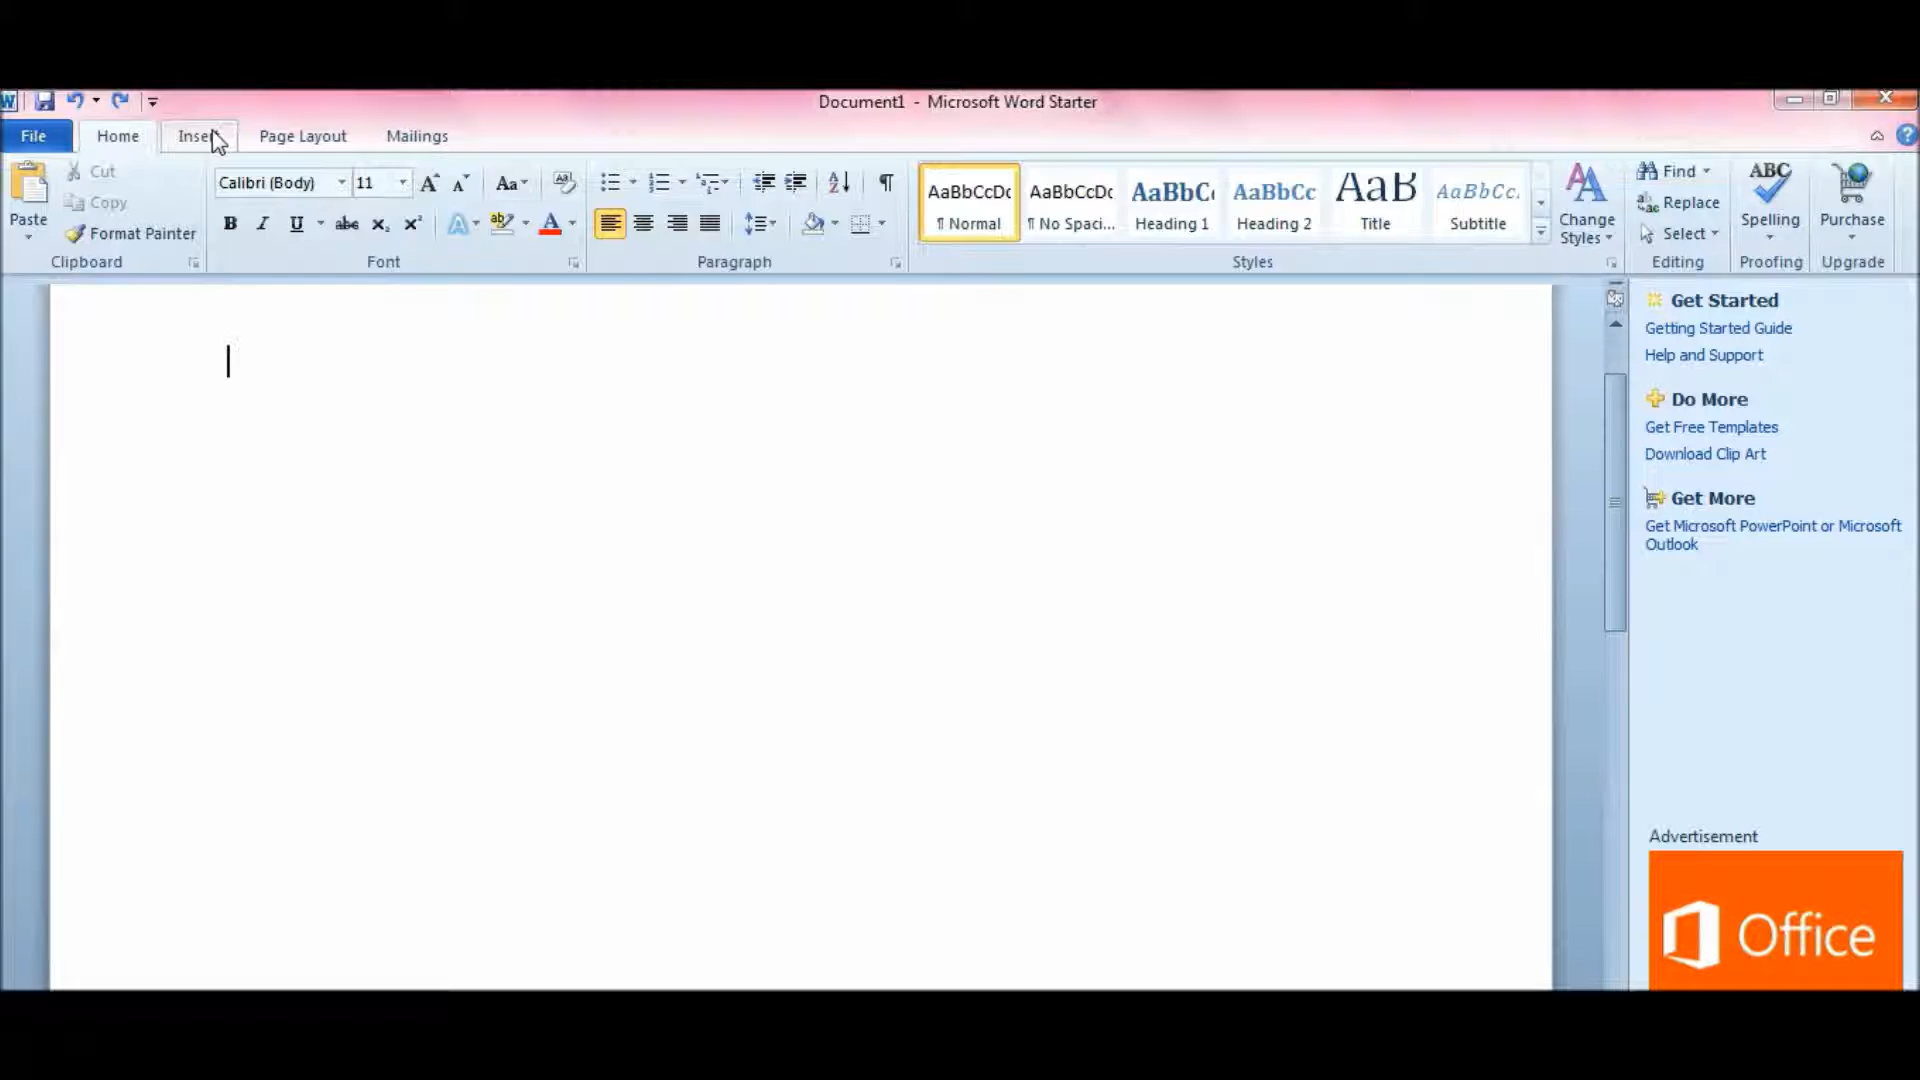 Document1 - Microsoft Word Starter
File Home Insert Page Layout Mailings
Paste
Cut
Copy
Format Painter
Clipboard
Calibri (Body) 11
Font
Paragraph
AaBbCcDc AaBbCcDc AaBbC AaBbCc AaB AaBbCc.
¶ Normal ¶ No Spaci... Heading 1 Heading 2 Title Subtitle
Change
Styles
Styles
Find
Replace
Select
Editing
ABC
Spelling
Proofing
Purchase
Upgrade
Get Started
Getting Started Guide
Help and Support
Do More
Get Free Templates
Download Clip Art
Get More
Get Microsoft PowerPoint or Microsoft
Outlook
Advertisement
Office